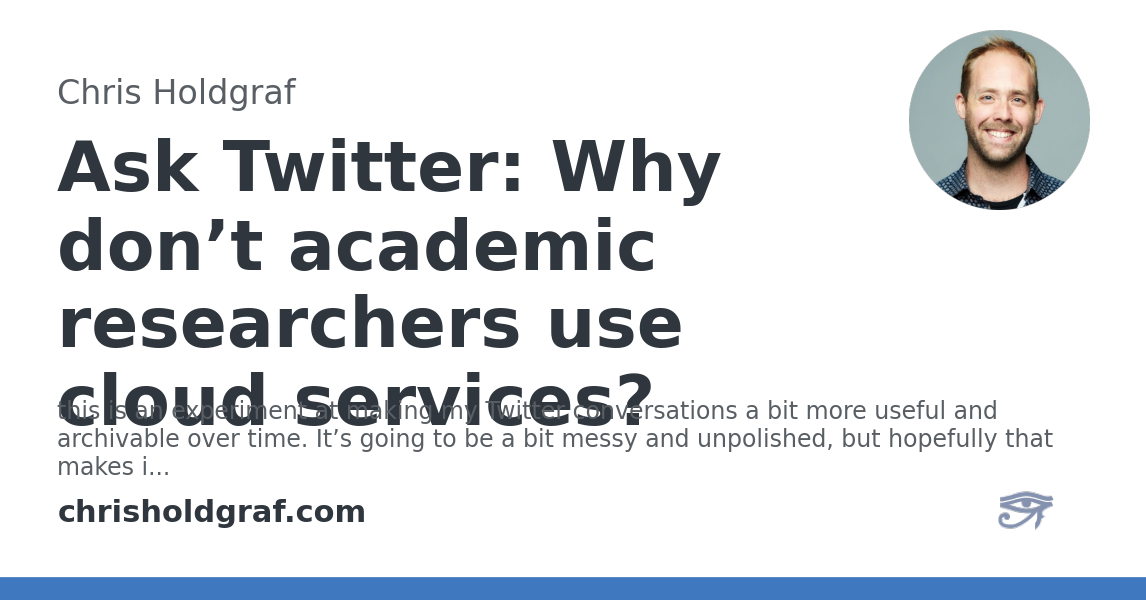 Chris Holdgraf
Ask Twitter: Why
don’t academic
researchers use
cloud services?
this is an experiment at making my Twitter conversations a bit more useful and
archivable over time. It’s going to be a bit messy and unpolished, but hopefully that
makes i...
chrisholdgraf.com